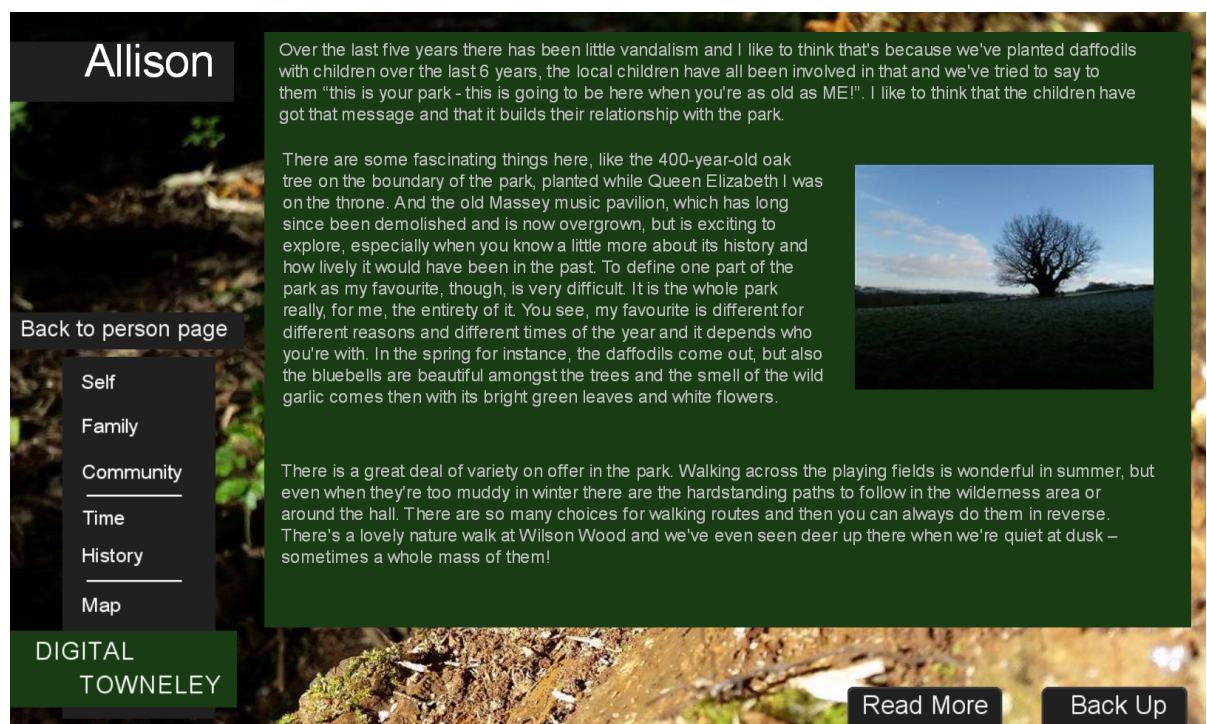 Allison
Over the last five years there has been little vandalism and I like to think that's because we've planted daffodils
with children over the last 6 years, the local children have all been involved in that and we've tried to say to
them “this is your park - this is going to be here when you're as old as ME!”. I like to think that the children have
got that message and that it builds their relationship with the park.
There are some fascinating things here, like the 400-year-old oak
tree on the boundary of the park, planted while Queen Elizabeth I was
on the throne. And the old Massey music pavilion, which has long
since been demolished and is now overgrown, but is exciting to
explore, especially when you know a little more about its history and
how lively it would have been in the past. To define one part of the
park as my favourite, though, is very difficult. It is the whole park
really, for me, the entirety of it. You see, my favourite is different for
different reasons and different times of the year and it depends who
you're with. In the spring for instance, the daffodils come out, but also
the bluebells are beautiful amongst the trees and the smell of the wild
garlic comes then with its bright green leaves and white flowers.
There is a great deal of variety on offer in the park. Walking across the playing fields is wonderful in summer, but
even when they're too muddy in winter there are the hardstanding paths to follow in the wilderness area or
around the hall. There are so many choices for walking routes and then you can always do them in reverse.
There's a lovely nature walk at Wilson Wood and we've even seen deer up there when we're quiet at dusk –
sometimes a whole mass of them!
Back to person page
Self
Family
Community
Time
History
Map
DIGITAL
TOWNELEY
Read More
Back Up